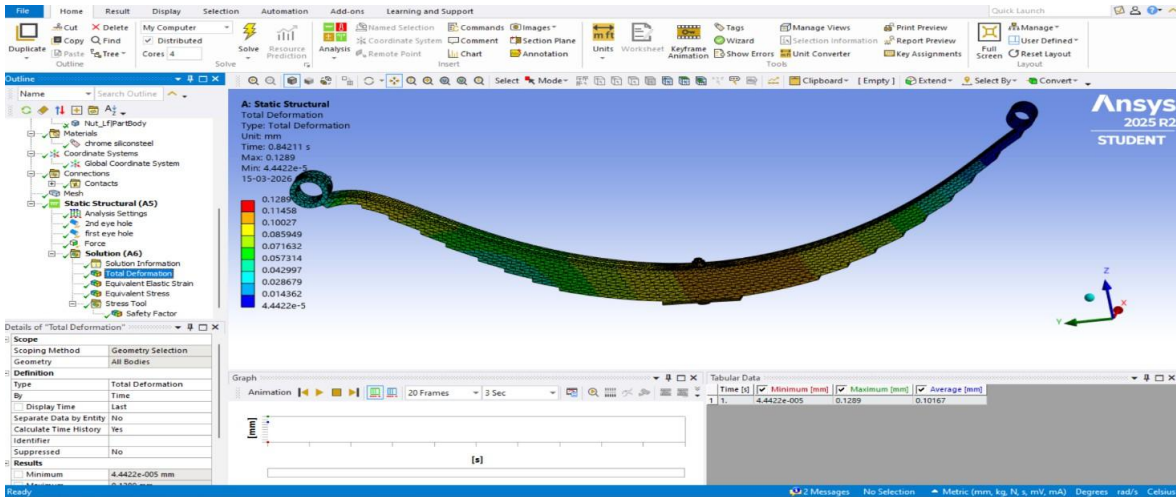 File Home Result Display Selection Automation Add-ons Learning and Support Quick Launch
Duplicate Cut Delete My Computer Solve Resource Prediction Analysis Named Selection Commands Images Units Worksheet Keyframe Animation Tags Manage Views Print Preview Full Screen Manage
Copy Find Distributed Coordinate System Comment Section Plane Wizard Selection Information Report Preview User Defined
Paste Tree Cores 4 Remote Point Chart Annotation Show Errors Unit Converter Key Assignments Reset Layout
Outline Solve Insert Tools Layout
Outline
Select Mode Clipboard [Empty] Extend Select By Convert
Name Search Outline
Nut_Lf|PartBody
Materials
chrome siliconsteel
Coordinate Systems
Global Coordinate System
Connections
Contacts
Mesh
Static Structural (A5)
Analysis Settings
2nd eye hole
first eye hole
Force
Solution (A6)
Solution Information
Total Deformation
Equivalent Elastic Strain
Equivalent Stress
Stress Tool
Safety Factor
A: Static Structural
Total Deformation
Type: Total Deformation
Unit: mm
Time: 0.84211 s
Max: 0.1289
Min: 4.4422e-5
15-03-2026
0.1289
0.11458
0.10027
0.085949
0.071632
0.057314
0.042997
0.028679
0.014362
4.4422e-5
Ansys
2025 R2
STUDENT
Z
X
Y
Details of "Total Deformation"
Scope
Scoping Method Geometry Selection
Geometry All Bodies
Definition
Type Total Deformation
By Time
Display Time Last
Separate Data by Entity No
Calculate Time History Yes
Identifier
Suppressed No
Results
Minimum 4.4422e-005 mm
Graph
Animation 20 Frames 3 Sec
[mm]
[s]
Tabular Data
Time [s] Minimum [mm] Maximum [mm] Average [mm]
1 1. 4.4422e-005 0.1289 0.10167
Ready 2 Messages No Selection Metric (mm, kg, N, s, mV, mA) Degrees rad/s Celsius